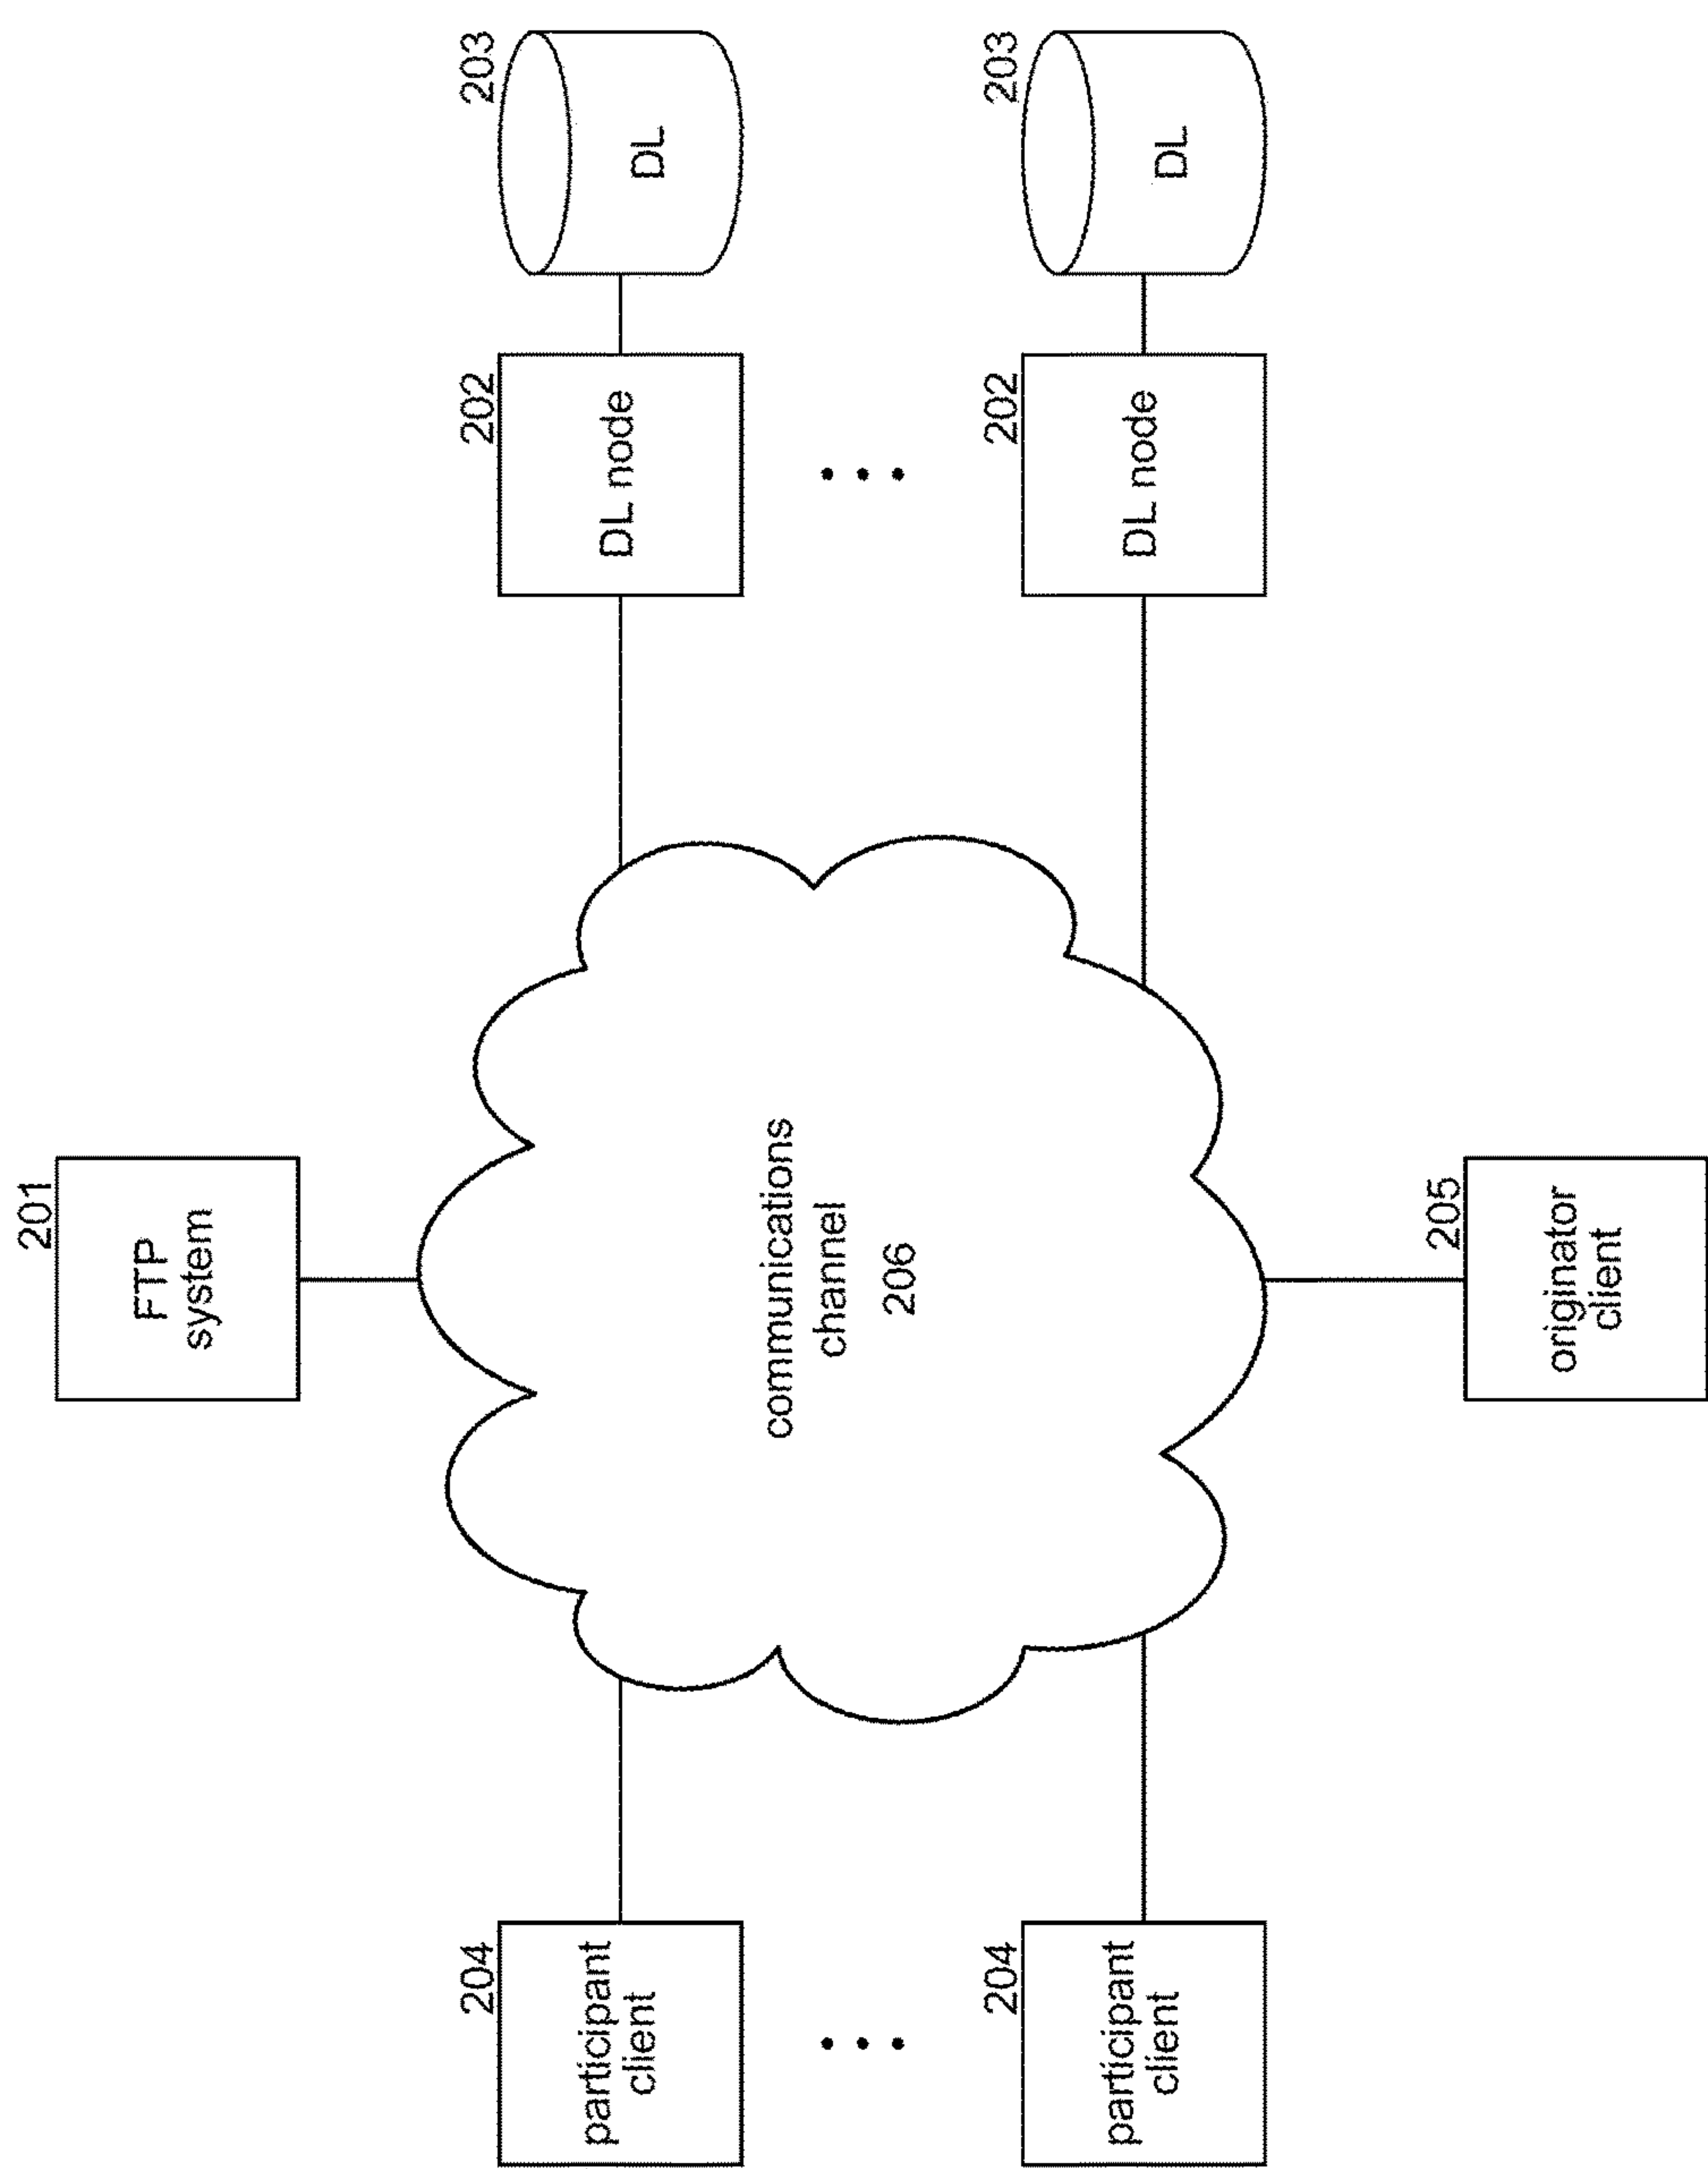 201
FTP
system
204
participant
client
202
DL node
203
DL
communications
channel
206
204
participant
client
202
DL node
203
DL
205
originator
client